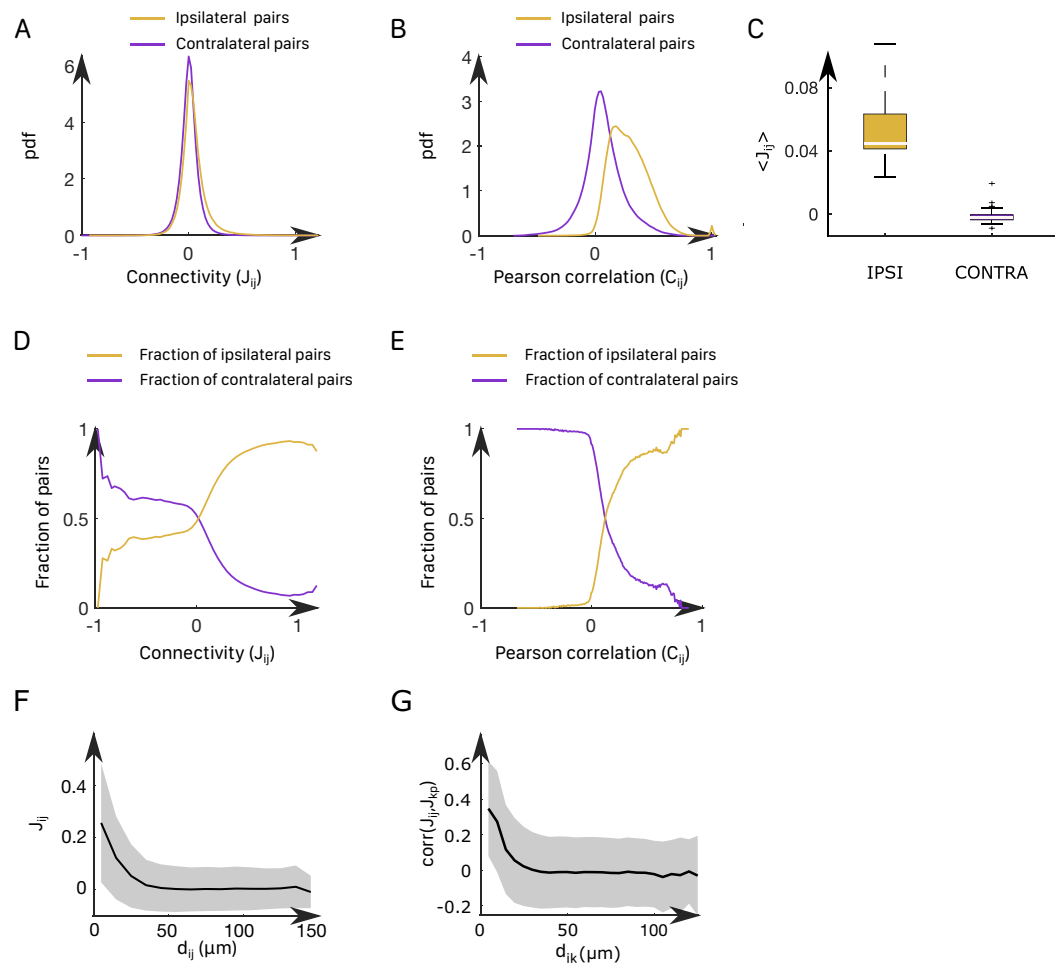 A
Ipsilateral pairs
Contralateral pairs
6
4
2
0
pdf
-1
0
1
Connectivity (Jij)
B
Ipsilateral pairs
Contralateral pairs
4
3
2
1
0
pdf
-1
0
1
Pearson correlation (Cij)
C
0.08
0.04
0
<Jij>
IPSI
CONTRA
D
Fraction of ipsilateral pairs
Fraction of contralateral pairs
1
0.5
0
Fraction of pairs
-1
0
1
Connectivity (Jij)
E
Fraction of ipsilateral pairs
Fraction of contralateral pairs
1
0.5
0
Fraction of pairs
-1
0
1
Pearson correlation (Cij)
F
0.4
0.2
0
Jij
0
50
100
150
dij (μm)
G
0.6
0.4
0.2
0
-0.2
corr(Jij,Jkp)
0
50
100
dik(μm)